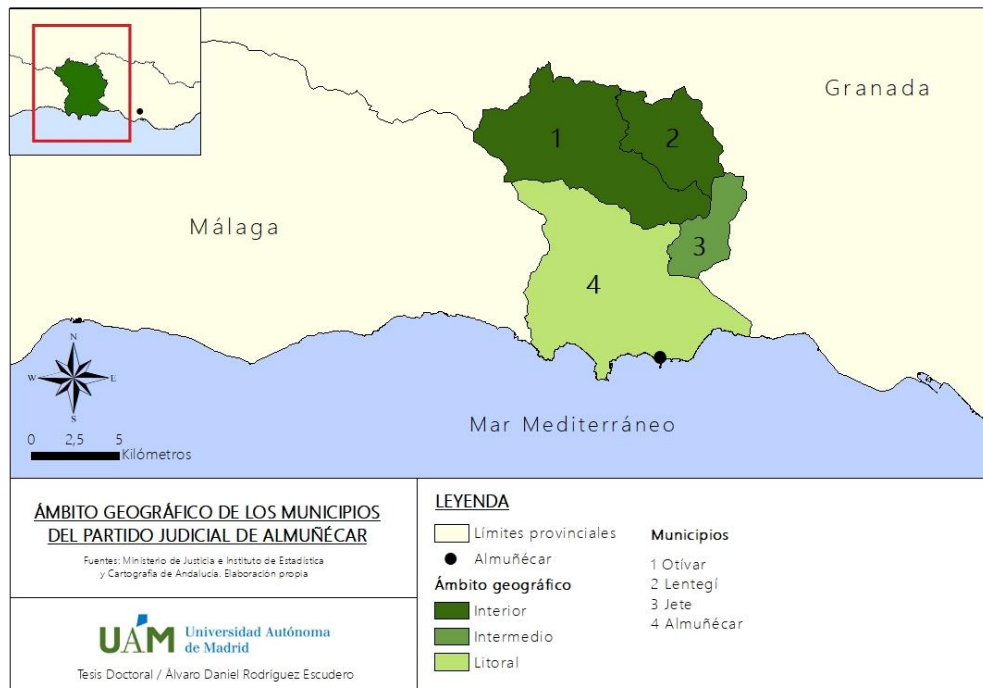 Granada
1
2
Málaga
3
4
N
W E
S
Mar Mediterráneo
0 2,5 5
Kilómetros
ÁMBITO GEOGRÁFICO DE LOS MUNICIPIOS
DEL PARTIDO JUDICIAL DE ALMUÑÉCAR
Fuentes: Ministerio de Justicia e Instituto de Estadística
y Cartografía de Andalucía. Elaboración propia
UAM Universidad Autónoma
de Madrid
Tesis Doctoral / Álvaro Daniel Rodríguez Escudero
LEYENDA
Límites provinciales
Almuñécar
Ámbito geográfico
Interior
Intermedio
Litoral
Municipios
1 Otívar
2 Lentegí
3 Jete
4 Almuñécar